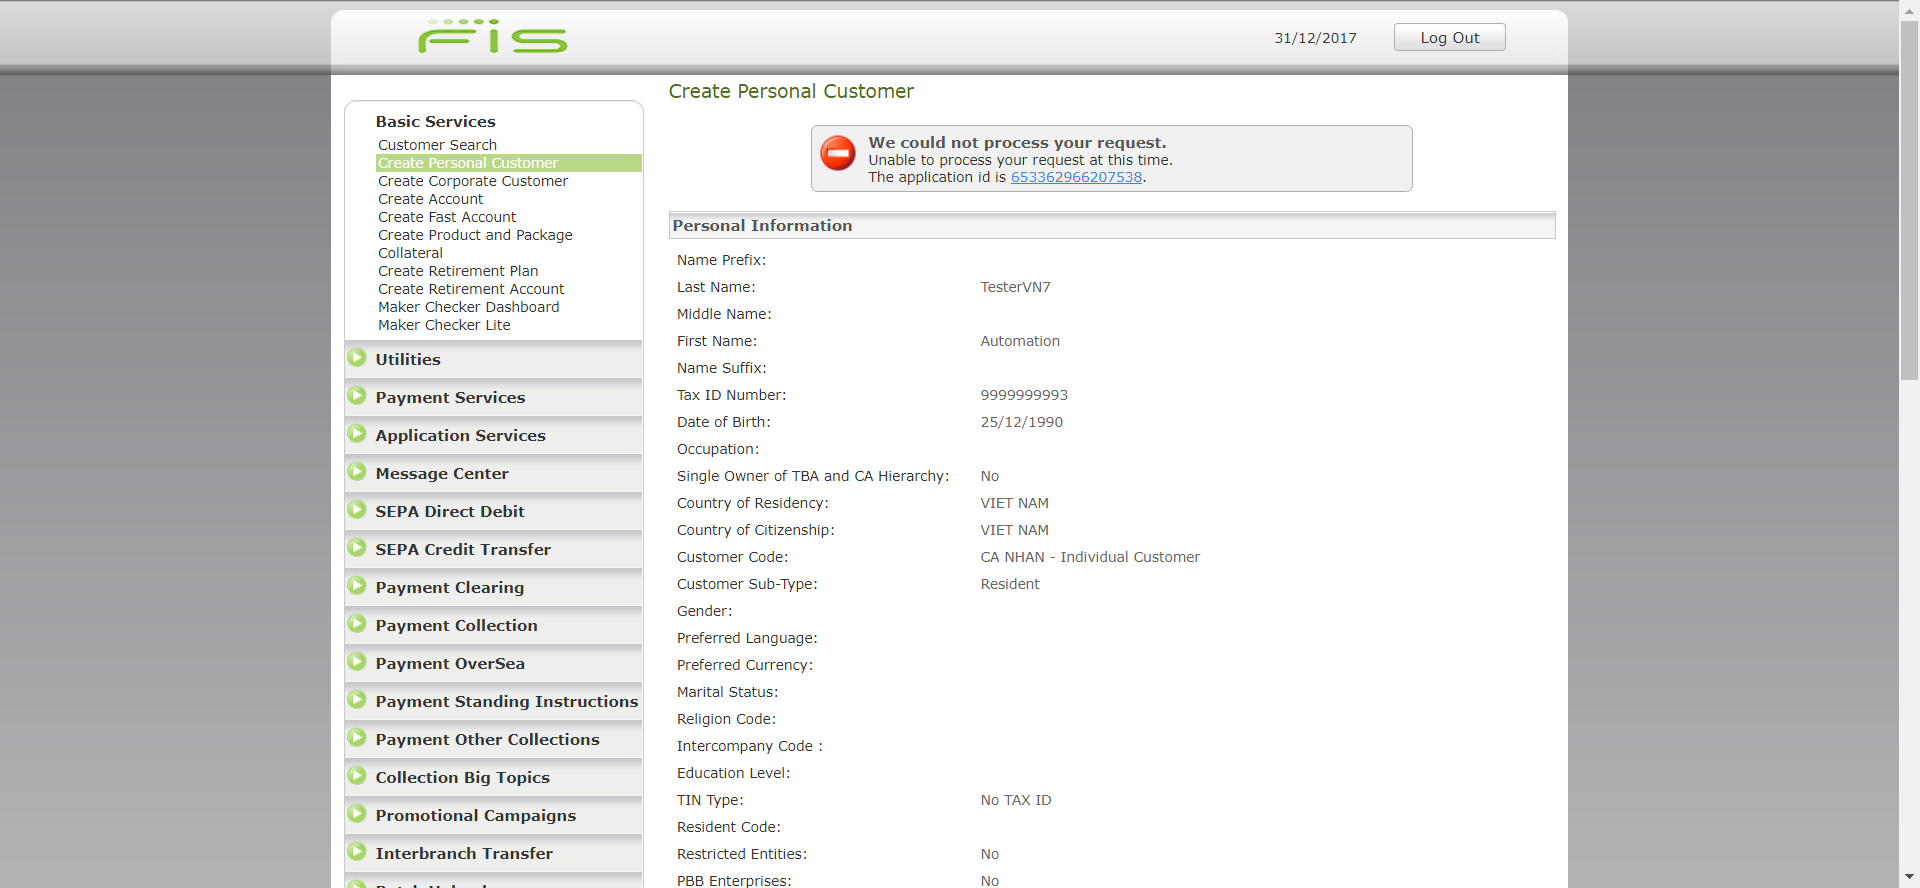 FIS
31/12/2017
Log Out
Basic Services
Customer Search
Create Personal Customer
Create Corporate Customer
Create Account
Create Fast Account
Create Product and Package
Collateral
Create Retirement Plan
Create Retirement Account
Maker Checker Dashboard
Maker Checker Lite
Utilities
Payment Services
Application Services
Message Center
SEPA Direct Debit
SEPA Credit Transfer
Payment Clearing
Payment Collection
Payment OverSea
Payment Standing Instructions
Payment Other Collections
Collection Big Topics
Promotional Campaigns
Interbranch Transfer
Create Personal Customer
We could not process your request.
Unable to process your request at this time.
The application id is 653362966207538.
Personal Information
Name Prefix:
Last Name: TesterVN7
Middle Name:
First Name: Automation
Name Suffix:
Tax ID Number: 9999999993
Date of Birth: 25/12/1990
Occupation:
Single Owner of TBA and CA Hierarchy: No
Country of Residency: VIET NAM
Country of Citizenship: VIET NAM
Customer Code: CA NHAN - Individual Customer
Customer Sub-Type: Resident
Gender:
Preferred Language:
Preferred Currency:
Marital Status:
Religion Code:
Intercompany Code :
Education Level:
TIN Type: No TAX ID
Resident Code:
Restricted Entities: No
PBB Enterprises: No